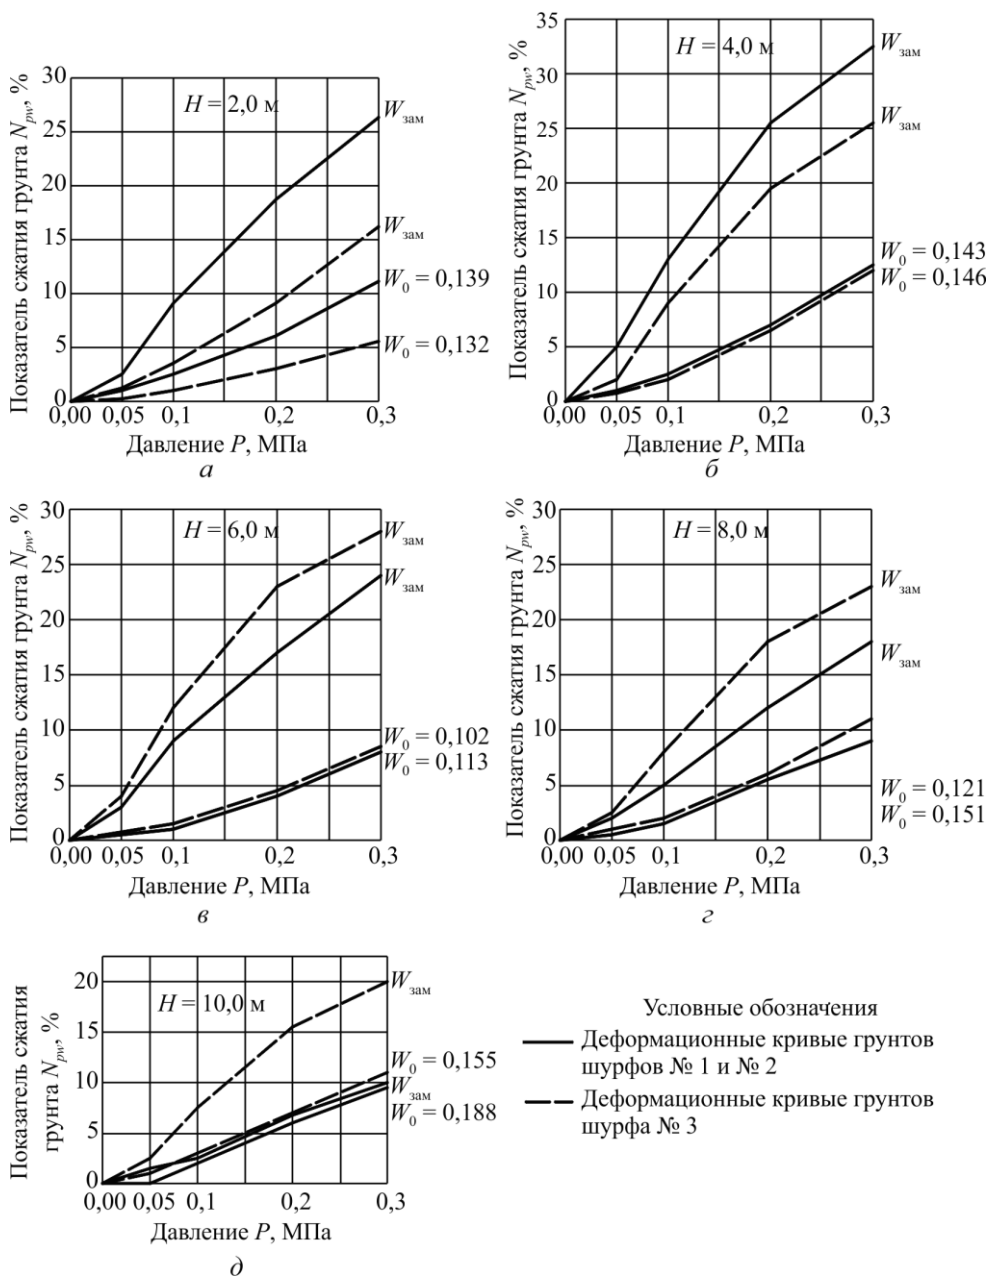 Показатель сжатия грунта N_pw, %
30
25
20
15
10
5
0
H = 2,0 м
W_зам
W_зам
W_0 = 0,139
W_0 = 0,132
0,00 0,05 0,1 0,2 0,3
Давление P, МПа
а
Показатель сжатия грунта N_pw, %
35
30
25
20
15
10
5
0
H = 4,0 м
W_зам
W_зам
W_0 = 0,143
W_0 = 0,146
0,00 0,05 0,1 0,2 0,3
Давление P, МПа
б
Показатель сжатия грунта N_pw, %
30
25
20
15
10
5
0
H = 6,0 м
W_зам
W_зам
W_0 = 0,102
W_0 = 0,113
0,00 0,05 0,1 0,2 0,3
Давление P, МПа
в
Показатель сжатия грунта N_pw, %
30
25
20
15
10
5
0
H = 8,0 м
W_зам
W_зам
W_0 = 0,121
W_0 = 0,151
0,00 0,05 0,1 0,2 0,3
Давление P, МПа
г
Показатель сжатия
грунта N_pw, %
20
15
10
5
0
H = 10,0 м
W_зам
W_0 = 0,155
W_зам
W_0 = 0,188
0,00 0,05 0,1 0,2 0,3
Давление P, МПа
д
Условные обозначения
Деформационные кривые грунтов
шурфов № 1 и № 2
Деформационные кривые грунтов
шурфа № 3